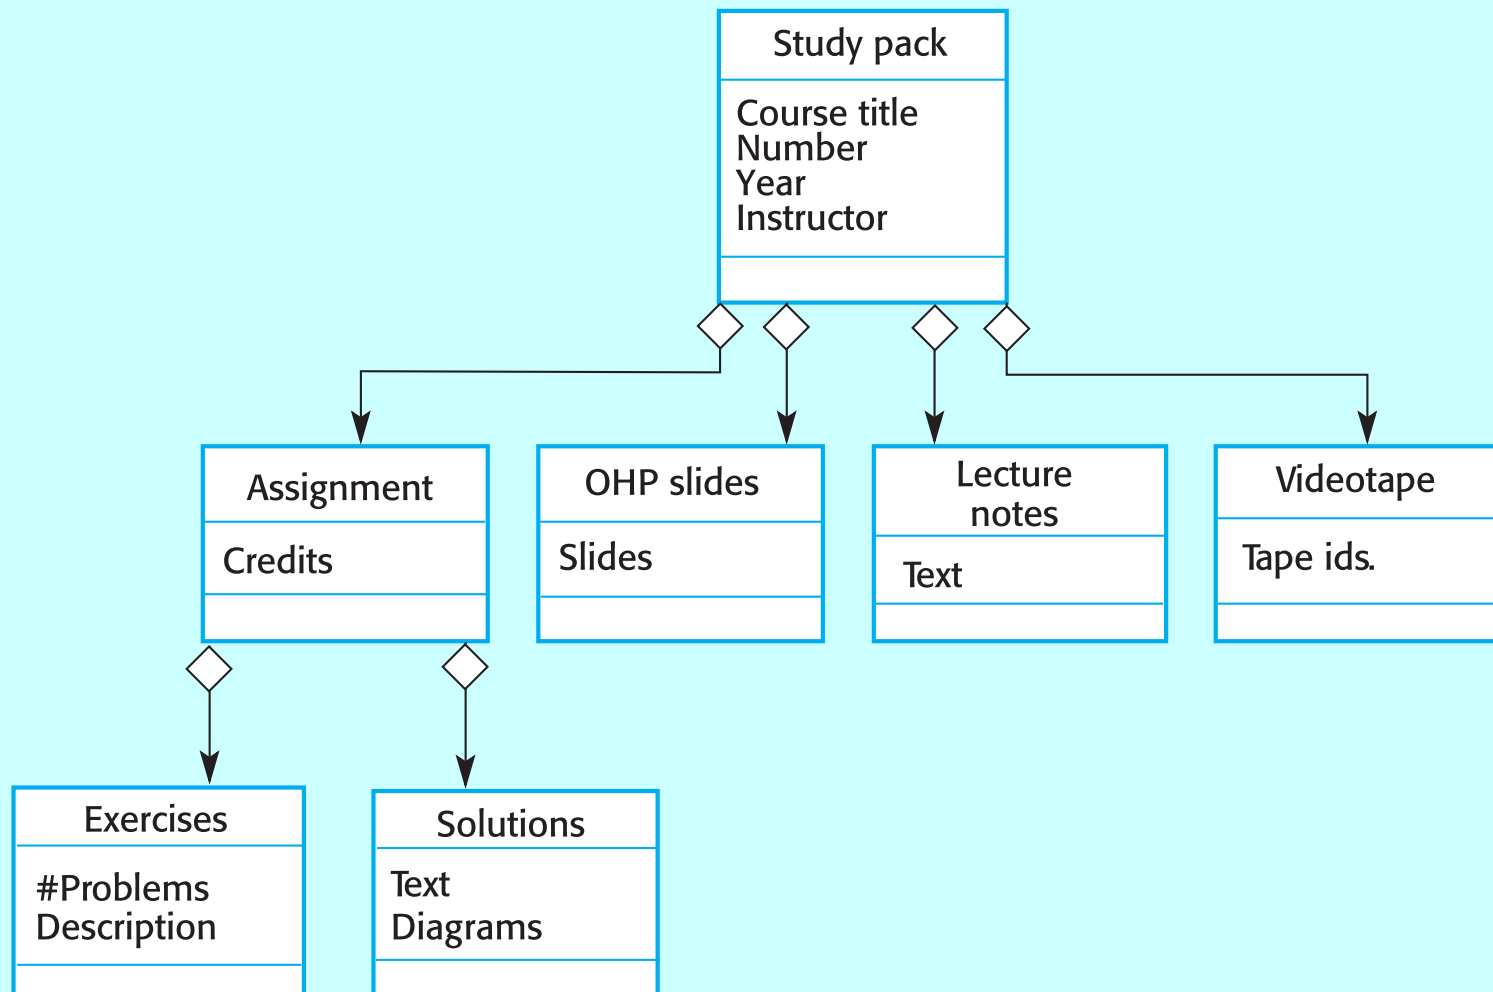 Study pack
Course title
Number
Year
Instructor
Assignment
Credits
OHP slides
Slides
Lecture
notes
Text
Videotape
Tape ids.
Exercises
#Problems
Description
Solutions
Text
Diagrams